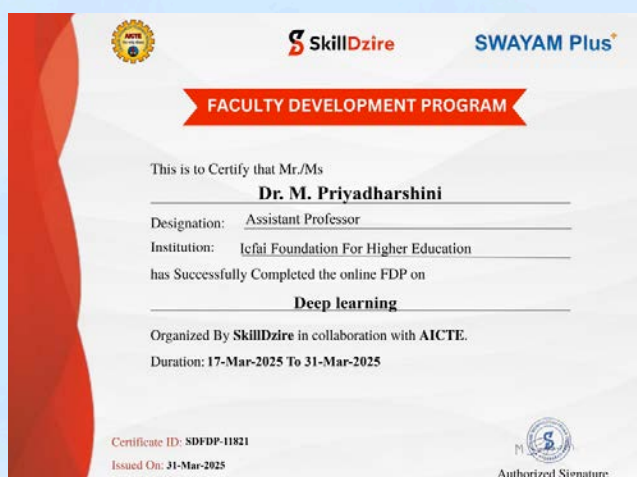 AICTE
SkillDzire
SWAYAM Plus+
FACULTY DEVELOPMENT PROGRAM
This is to Certify that Mr./Ms
Dr. M. Priyadharshini
Designation: Assistant Professor
Institution: Icfai Foundation For Higher Education
has Successfully Completed the online FDP on
Deep learning
Organized By SkillDzire in collaboration with AICTE.
Duration: 17-Mar-2025 To 31-Mar-2025
Certificate ID: SDFDP-11821
Issued On: 31-Mar-2025
Authorized Signature